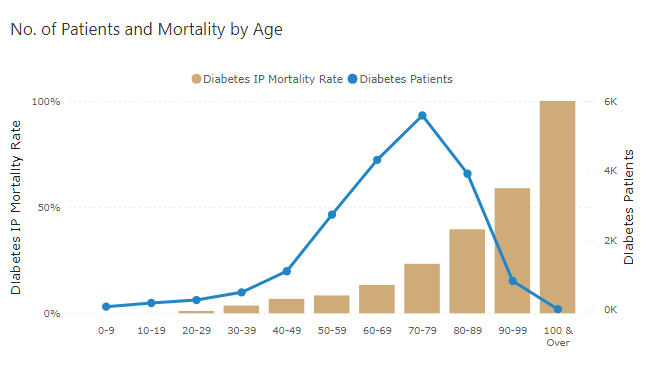 No. of Patients and Mortality by Age
Diabetes IP Mortality Rate Diabetes Patients
100%
50%
0%
Diabetes IP Mortality Rate
6K
4K
2K
0K
Diabetes Patients
0-9 10-19 20-29 30-39 40-49 50-59 60-69 70-79 80-89 90-99 100 &
Over